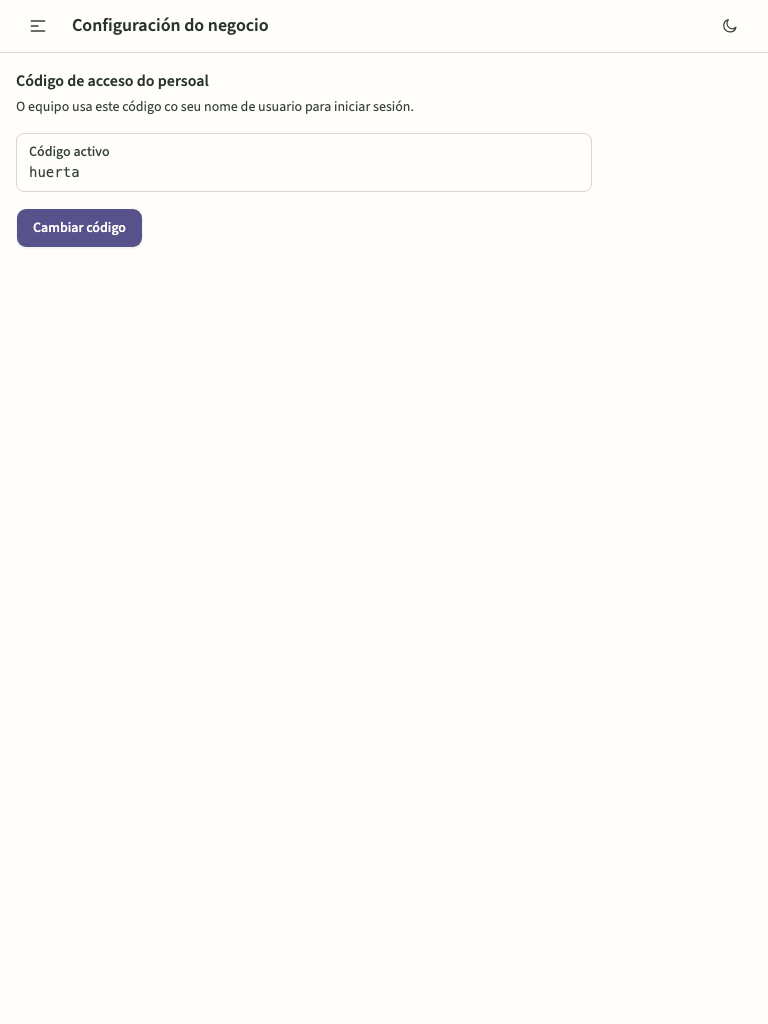 Configuración do negocio
Código de acceso do persoal
O equipo usa este código co seu nome de usuario para iniciar sesión.
Código activo
huerta
Cambiar código